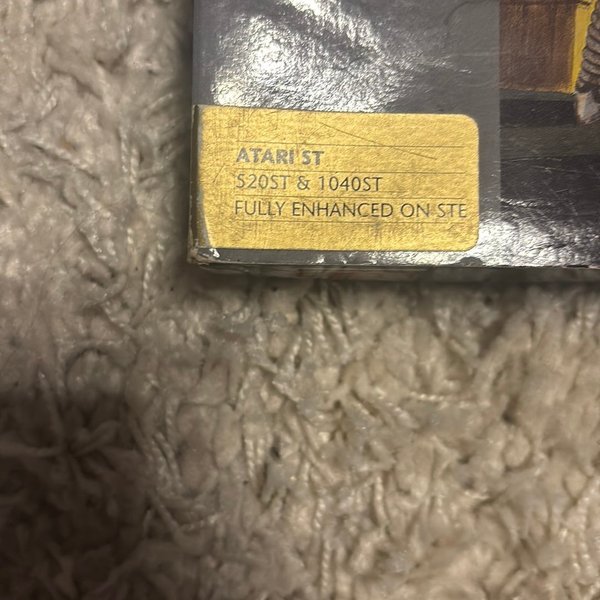 ATARI ST
520ST & 1040ST
FULLY ENHANCED ON STE